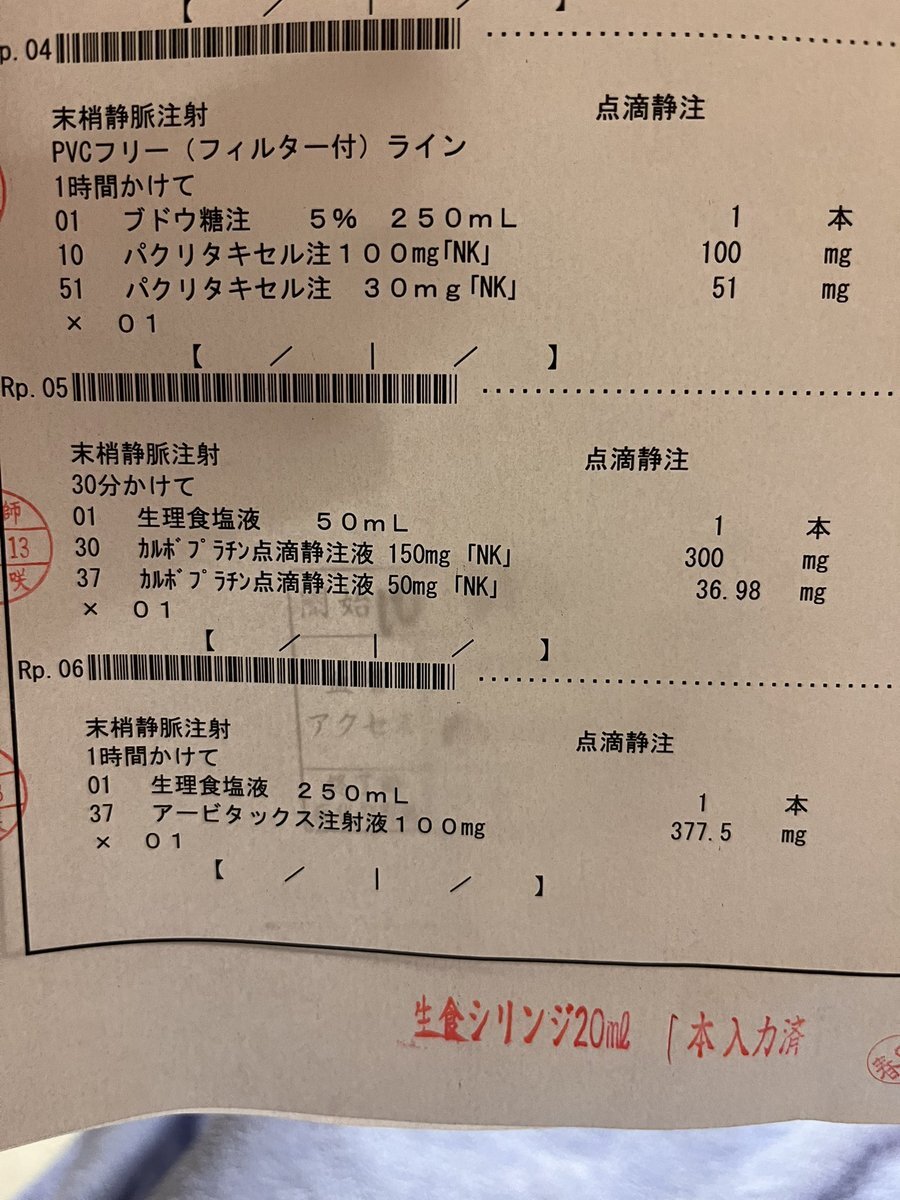 【 ／ ｜ ／ 】
p. 04
末梢静脈注射 点滴静注
PVCフリー（フィルター付）ライン
1時間かけて
01 ブドウ糖注 ５％ ２５０ｍＬ 1 本
10 パクリタキセル注１００㎎｢NK｣ 100 mg
51 パクリタキセル注 ３０ｍｇ｢NK｣ 51 mg
× ０１
【 ／ ｜ ／ 】
Rp. 05
末梢静脈注射 点滴静注
30分かけて
01 生理食塩液 ５０ｍＬ 1 本
30 ｶﾙﾎﾞﾌﾟﾗﾁﾝ点滴静注液 150mg ｢NK｣ 300 mg
37 ｶﾙﾎﾞﾌﾟﾗﾁﾝ点滴静注液 50mg ｢NK｣ 36.98 mg
× ０１
師
13
咲
【 ／ ｜ ／ 】
Rp. 06
末梢静脈注射 点滴静注
1時間かけて
01 生理食塩液 ２５０ｍＬ 1 本
37 アービタックス注射液１００㎎ 377.5 mg
× ０１
【 ／ ｜ ／ 】
開始
アクセス
生食シリンジ20㎖ 1本入力済